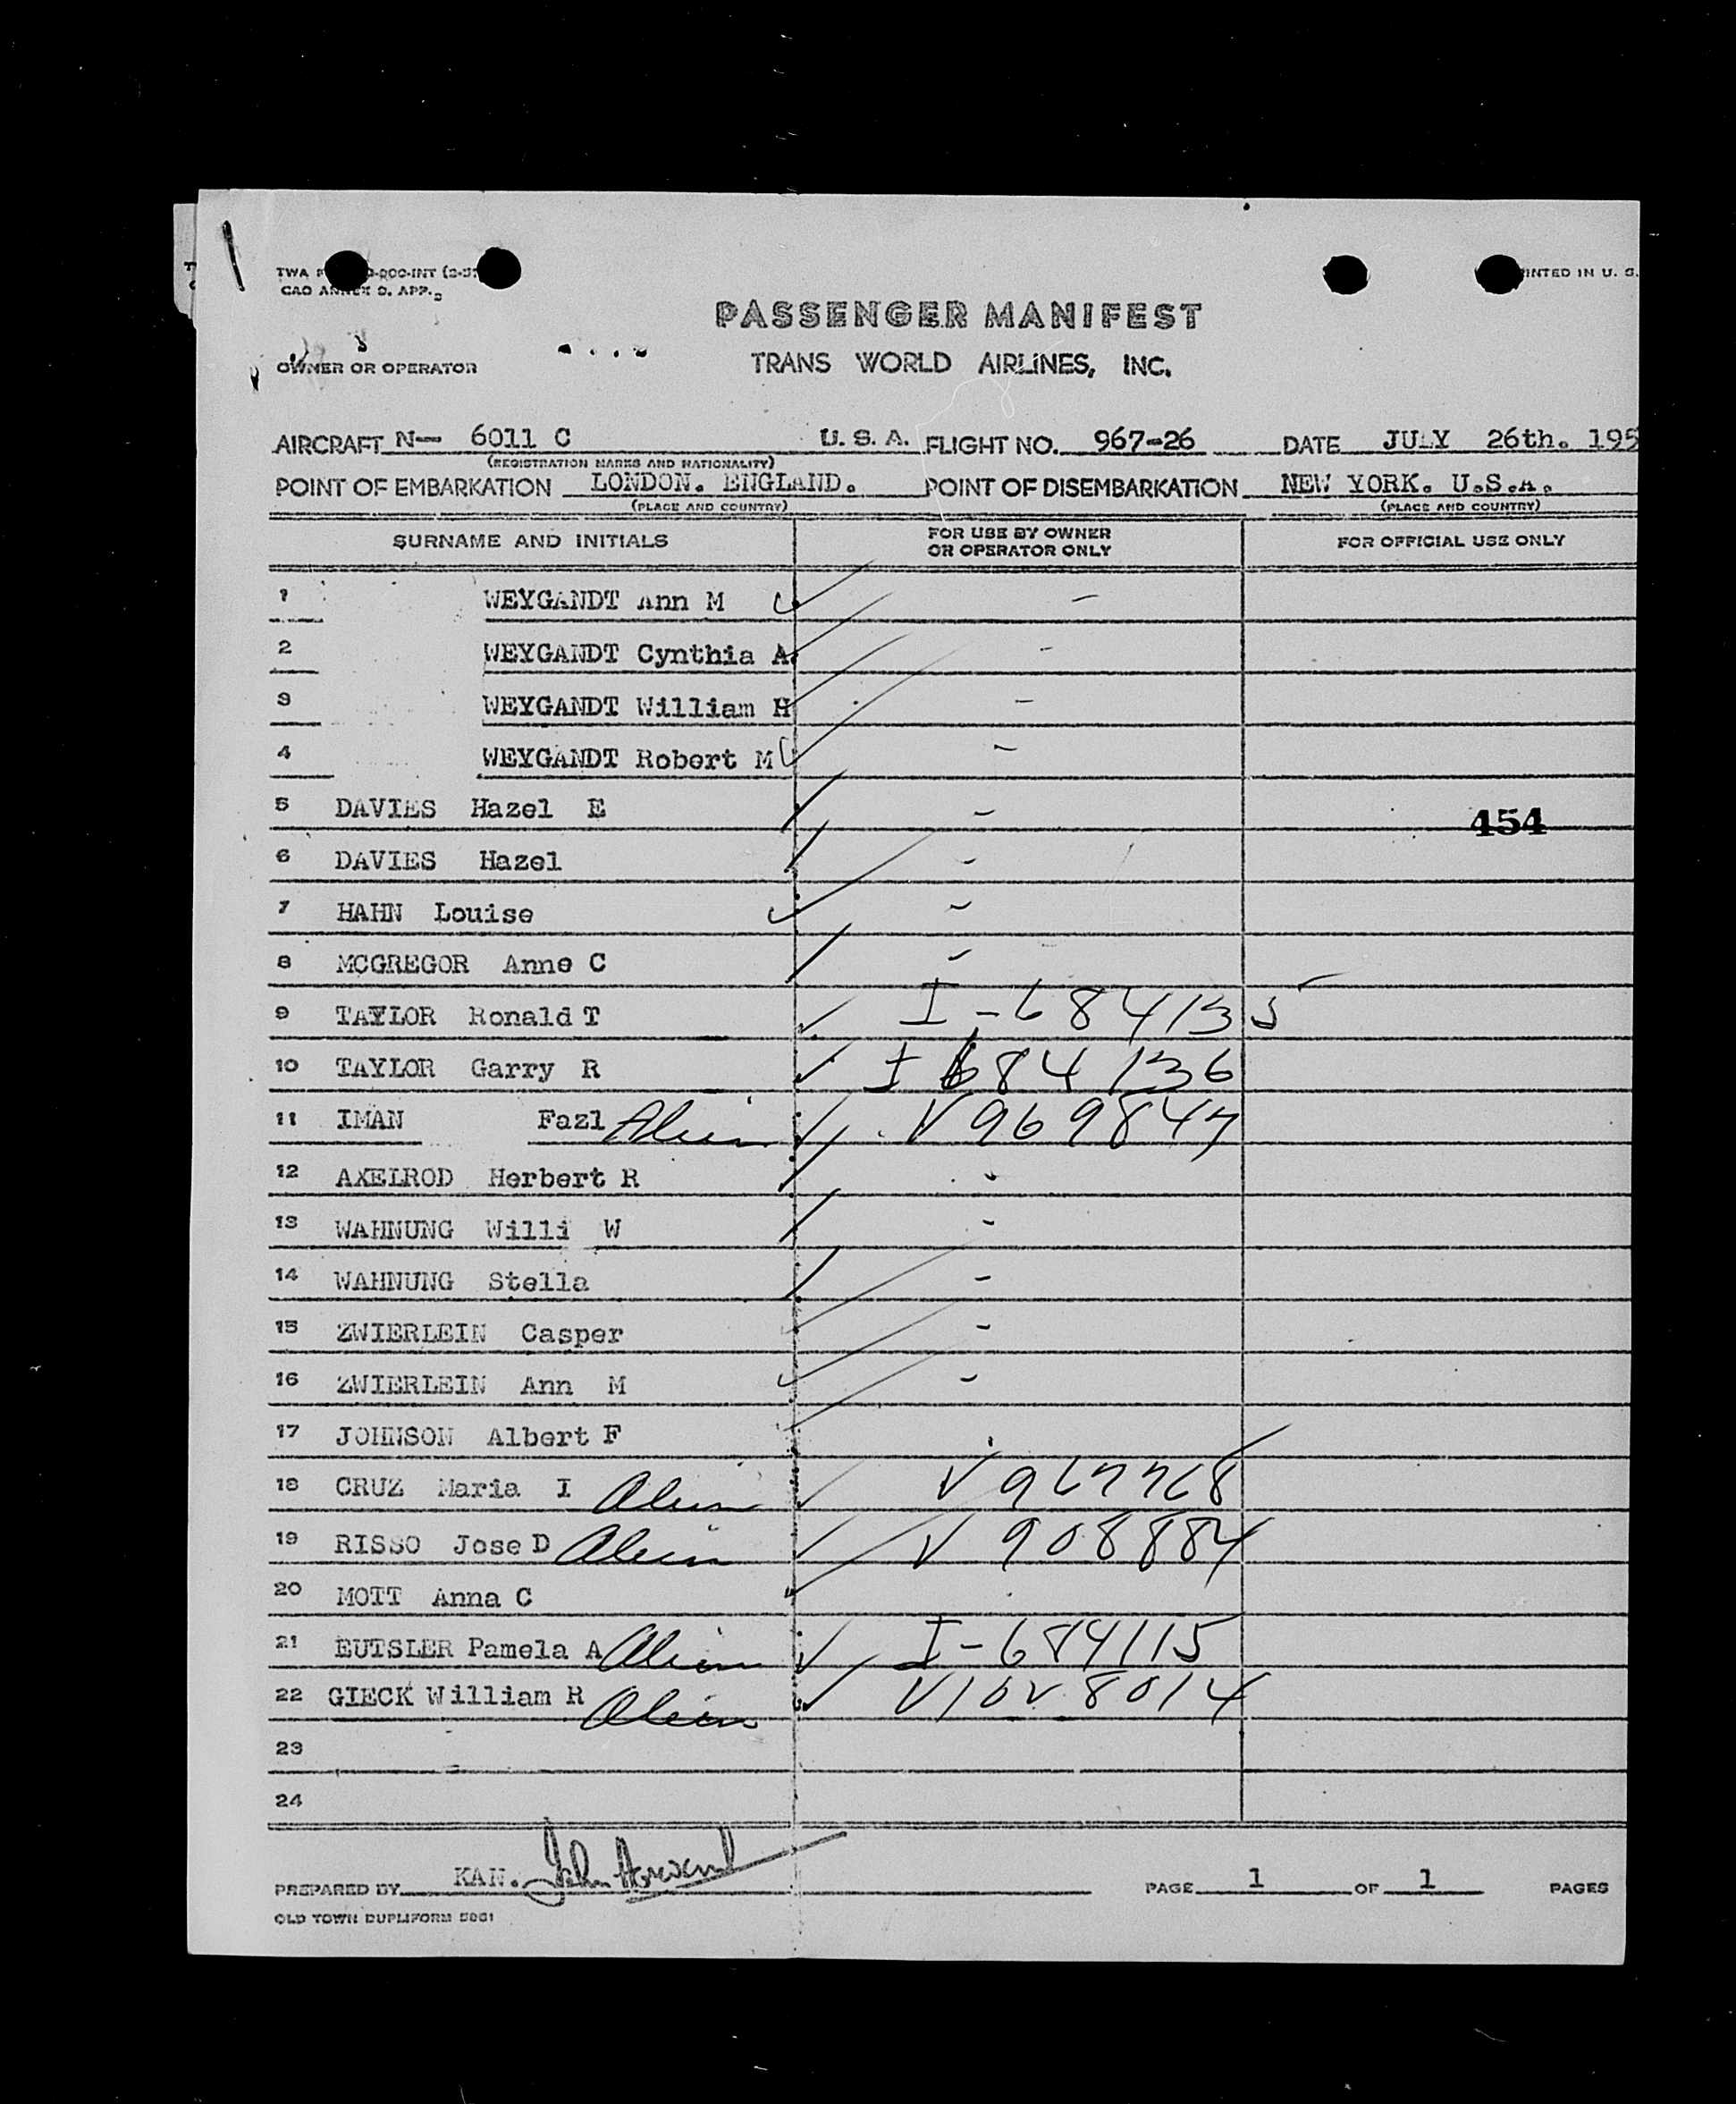 CAO ANNEX D. APP.
PASSENGER MANIFEST
OWNER OR OPERATOR
TRANS WORLD AIRLINES, INC.
AIRCRAFT N— 6011 C U. S. A. FLIGHT NO. 967-26 DATE JULY 26th. 195
(REGISTRATION MARKS AND NATIONALITY)
POINT OF EMBARKATION LONDON. ENGLAND. POINT OF DISEMBARKATION NEW YORK. U.S.A.
(PLACE AND COUNTRY) (PLACE AND COUNTRY)
SURNAME AND INITIALS FOR USE BY OWNER OR OPERATOR ONLY FOR OFFICIAL USE ONLY
1 WEYGANDT Ann M
2 WEYGANDT Cynthia A.
3 WEYGANDT William H
4 WEYGANDT Robert M
5 DAVIES Hazel E
454
6 DAVIES Hazel
7 HAHN Louise
8 MCGREGOR Anne C
9 TAYLOR Ronald T I-684135
10 TAYLOR Garry R I 684136
11 IMAN Fazl Alien V969847
12 AXELROD Herbert R
13 WAHNUNG Willi W
14 WAHNUNG Stella
15 ZWIERLEIN Casper
16 ZWIERLEIN Ann M
17 JOHNSON Albert F
18 CRUZ Maria I Alien V967768
19 RISSO Jose D Alien V 908884
20 MOTT Anna C
21 EUTSLER Pamela A Alien I-684115
22 GIECK William R Alien V1028014
23
24
PREPARED BY KAN. John PAGE 1 OF 1 PAGES
OLD TOWN DUPLIFORM 5961